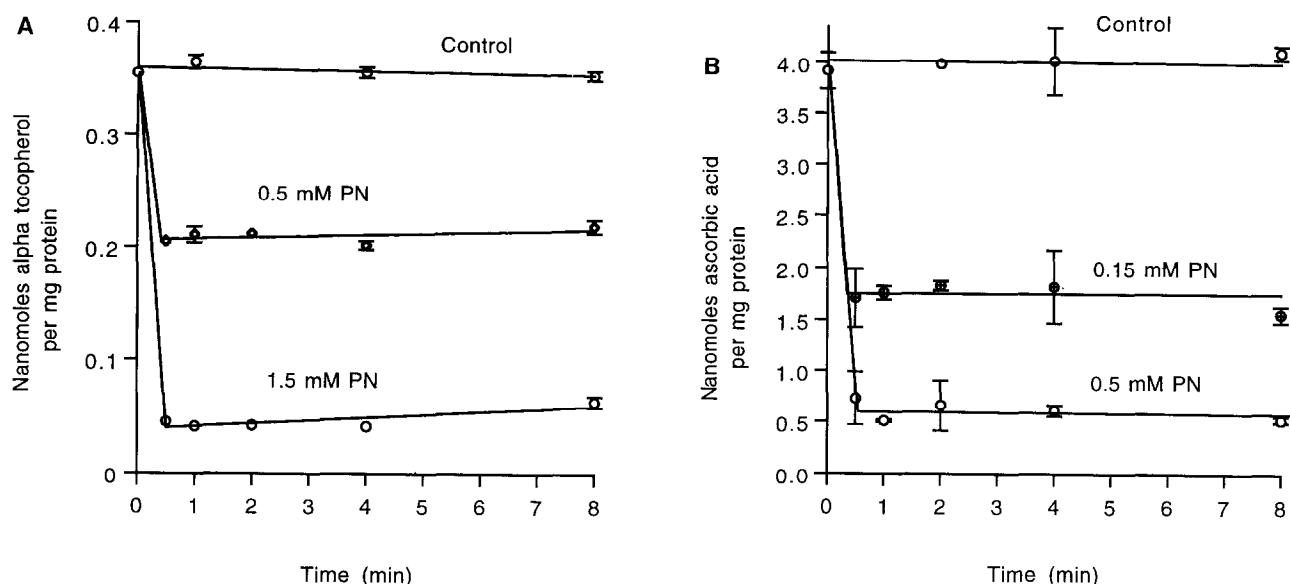 A
Nanomoles alpha tocopherol
per mg protein
0.4
0.3
0.2
0.1
0
Control
0.5 mM PN
1.5 mM PN
0 1 2 3 4 5 6 7 8
Time (min)
B
Nanomoles ascorbic acid
per mg protein
4.0
3.5
3.0
2.5
2.0
1.5
1.0
0.5
0.0
Control
0.15 mM PN
0.5 mM PN
0 1 2 3 4 5 6 7 8
Time (min)